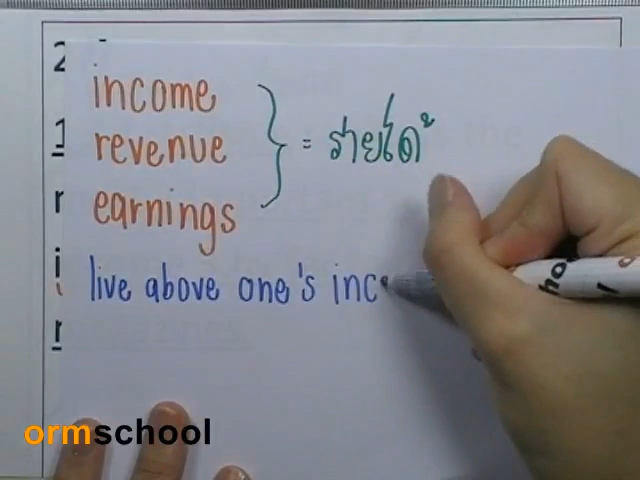 income
revenue
earnings
} = รายได้
live above one's inc
ormschool